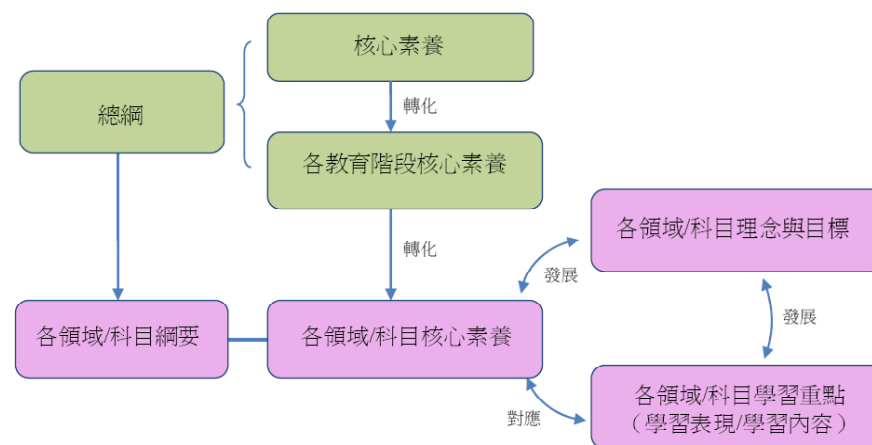 核心素養
轉化
總綱
各教育階段核心素養
轉化
各領域/科目理念與目標
發展
發展
各領域/科目綱要
各領域/科目核心素養
各領域/科目學習重點
（學習表現/學習內容）
對應